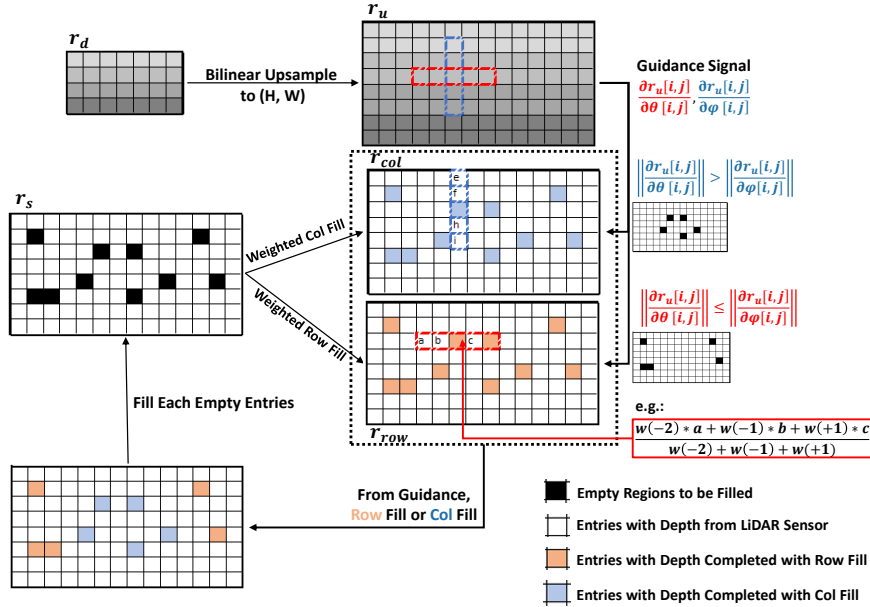 r_d
r_u
Bilinear Upsample
to (H, W)
Guidance Signal
∂r_u[i,j]/∂θ [i,j], ∂r_u[i,j]/∂φ [i,j]
r_col
‖∂r_u[i,j]/∂θ [i,j]‖ > ‖∂r_u[i,j]/∂φ[i,j]‖
e
f
h
i
r_s
Weighted Col Fill
Weighted Row Fill
‖∂r_u[i,j]/∂θ [i,j]‖ ≤ ‖∂r_u[i,j]/∂φ[i,j]‖
a b c
Fill Each Empty Entries
e.g.:
w(−2) * a + w(−1) * b + w(+1) * c
w(−2) + w(−1) + w(+1)
r_row
From Guidance,
Row Fill or Col Fill
Empty Regions to be Filled
Entries with Depth from LiDAR Sensor
Entries with Depth Completed with Row Fill
Entries with Depth Completed with Col Fill